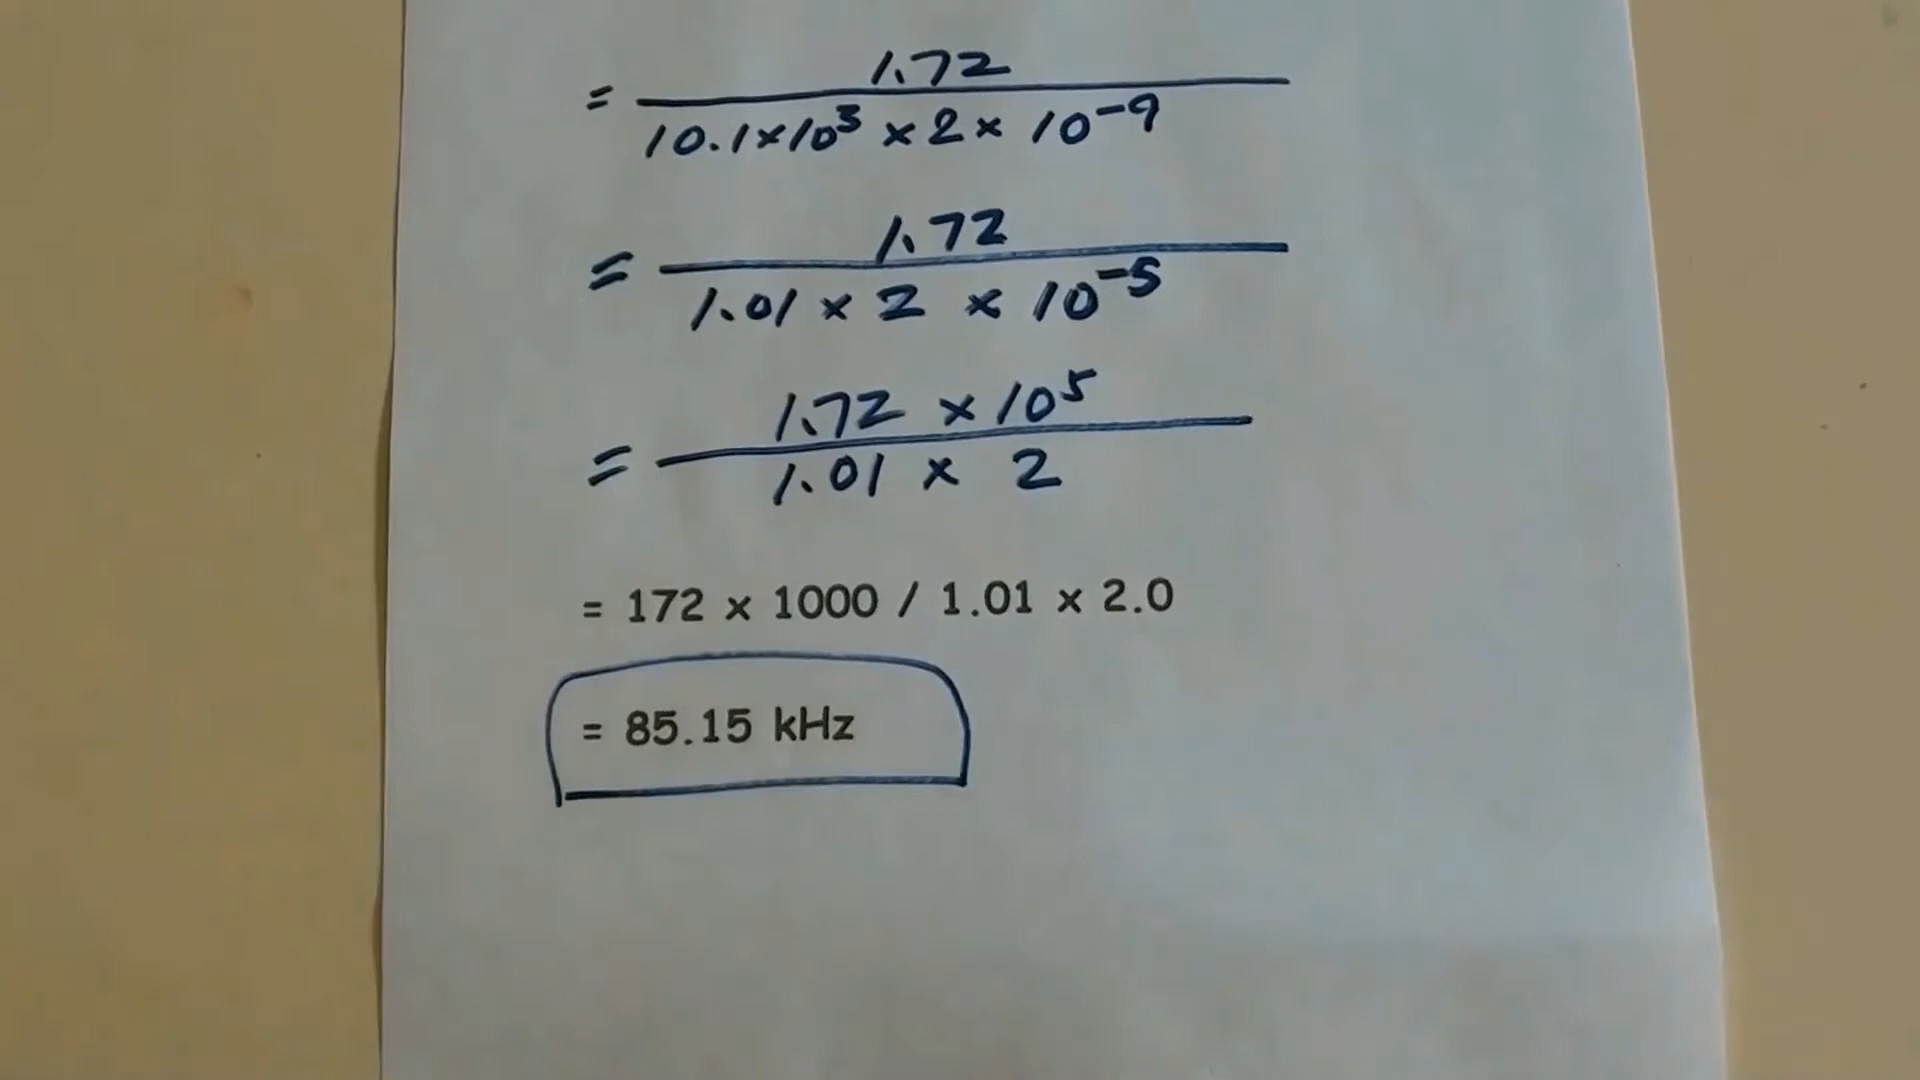 1.72
= ―――――――
10.1×10³ × 2 × 10⁻⁹
1.72
= ―――――――
1.01 × 2 × 10⁻⁵
1.72 × 10⁵
= ―――――――
1.01 × 2
= 172 x 1000 / 1.01 x 2.0
= 85.15 kHz